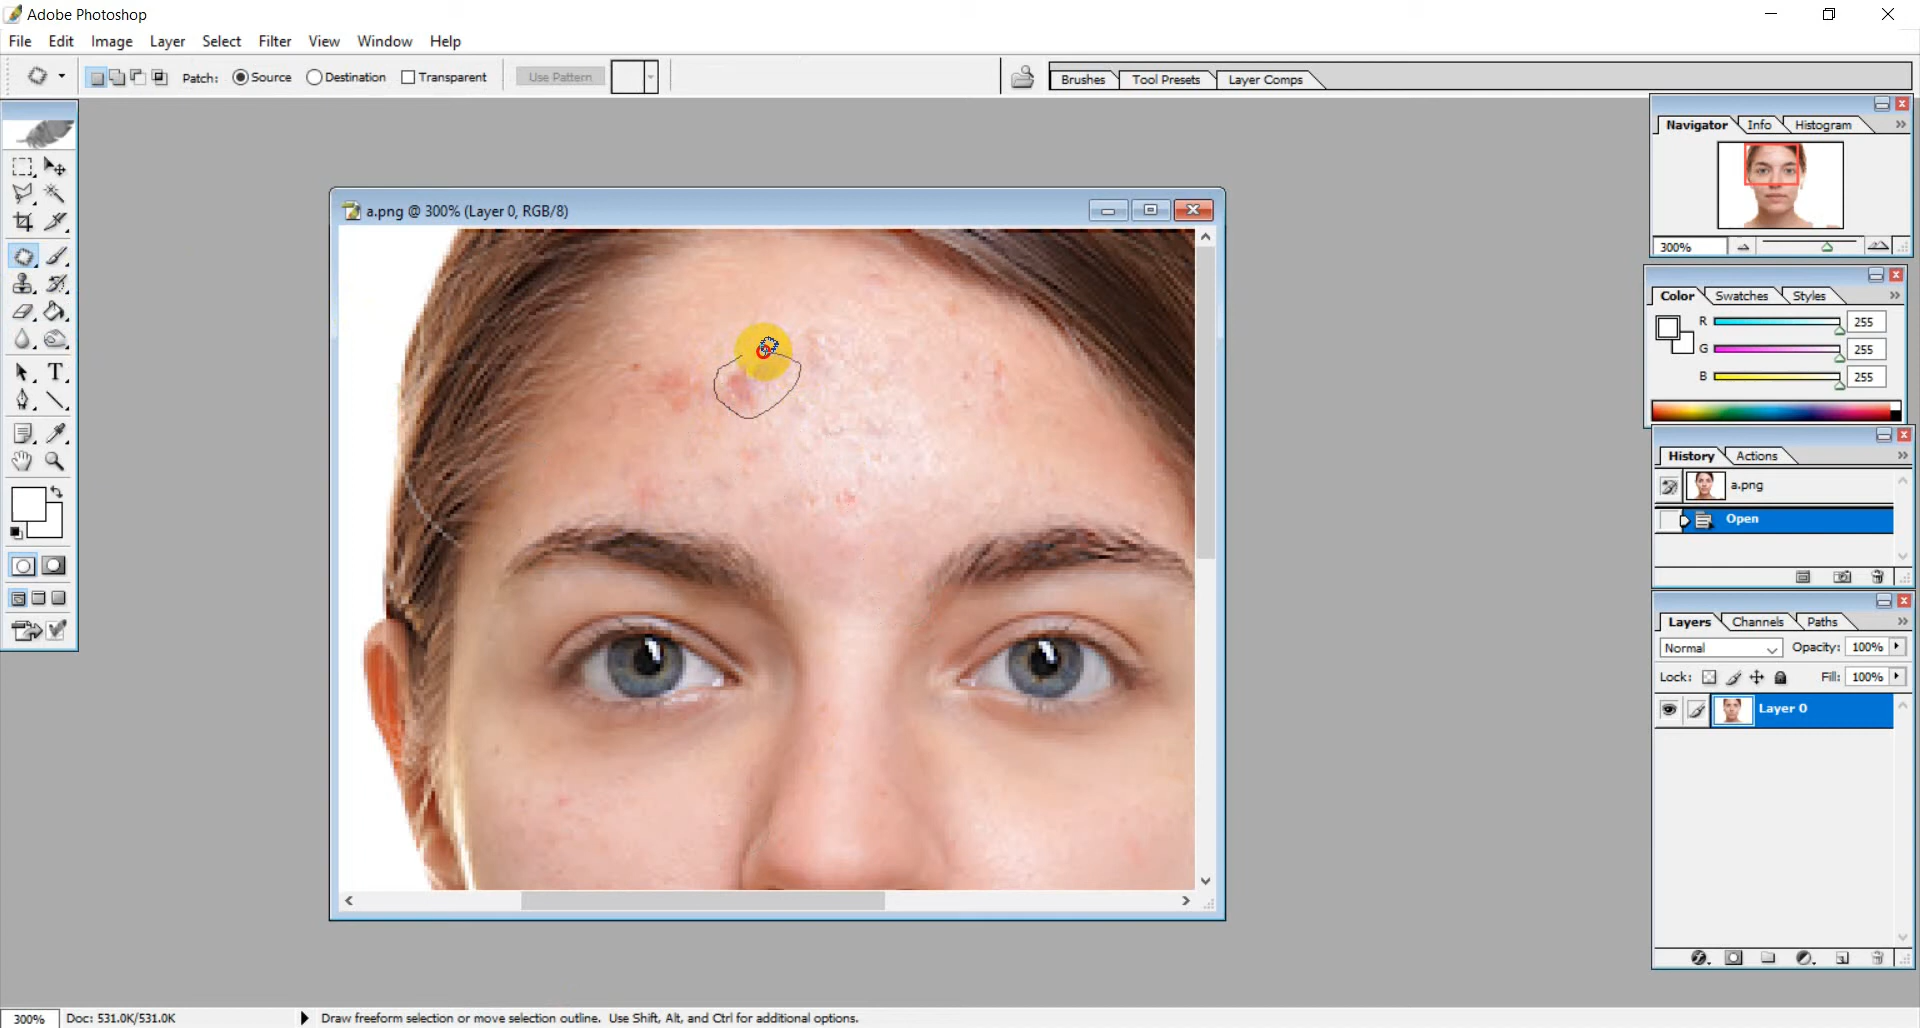 Adobe Photoshop
File Edit Image Layer Select Filter View Window Help
Patch: Source Destination Transparent Use Pattern Brushes Tool Presets Layer Comps
Navigator Info Histogram
300%
Color Swatches Styles
R 255
G 255
B 255
a.png @ 300% (Layer 0, RGB/8)
T
History Actions
a.png
Open
Layers Channels Paths
Normal Opacity: 100%
Lock: Fill: 100%
Layer 0
300% Doc: 531.0K/531.0K Draw freeform selection or move selection outline. Use Shift, Alt, and Ctrl for additional options.